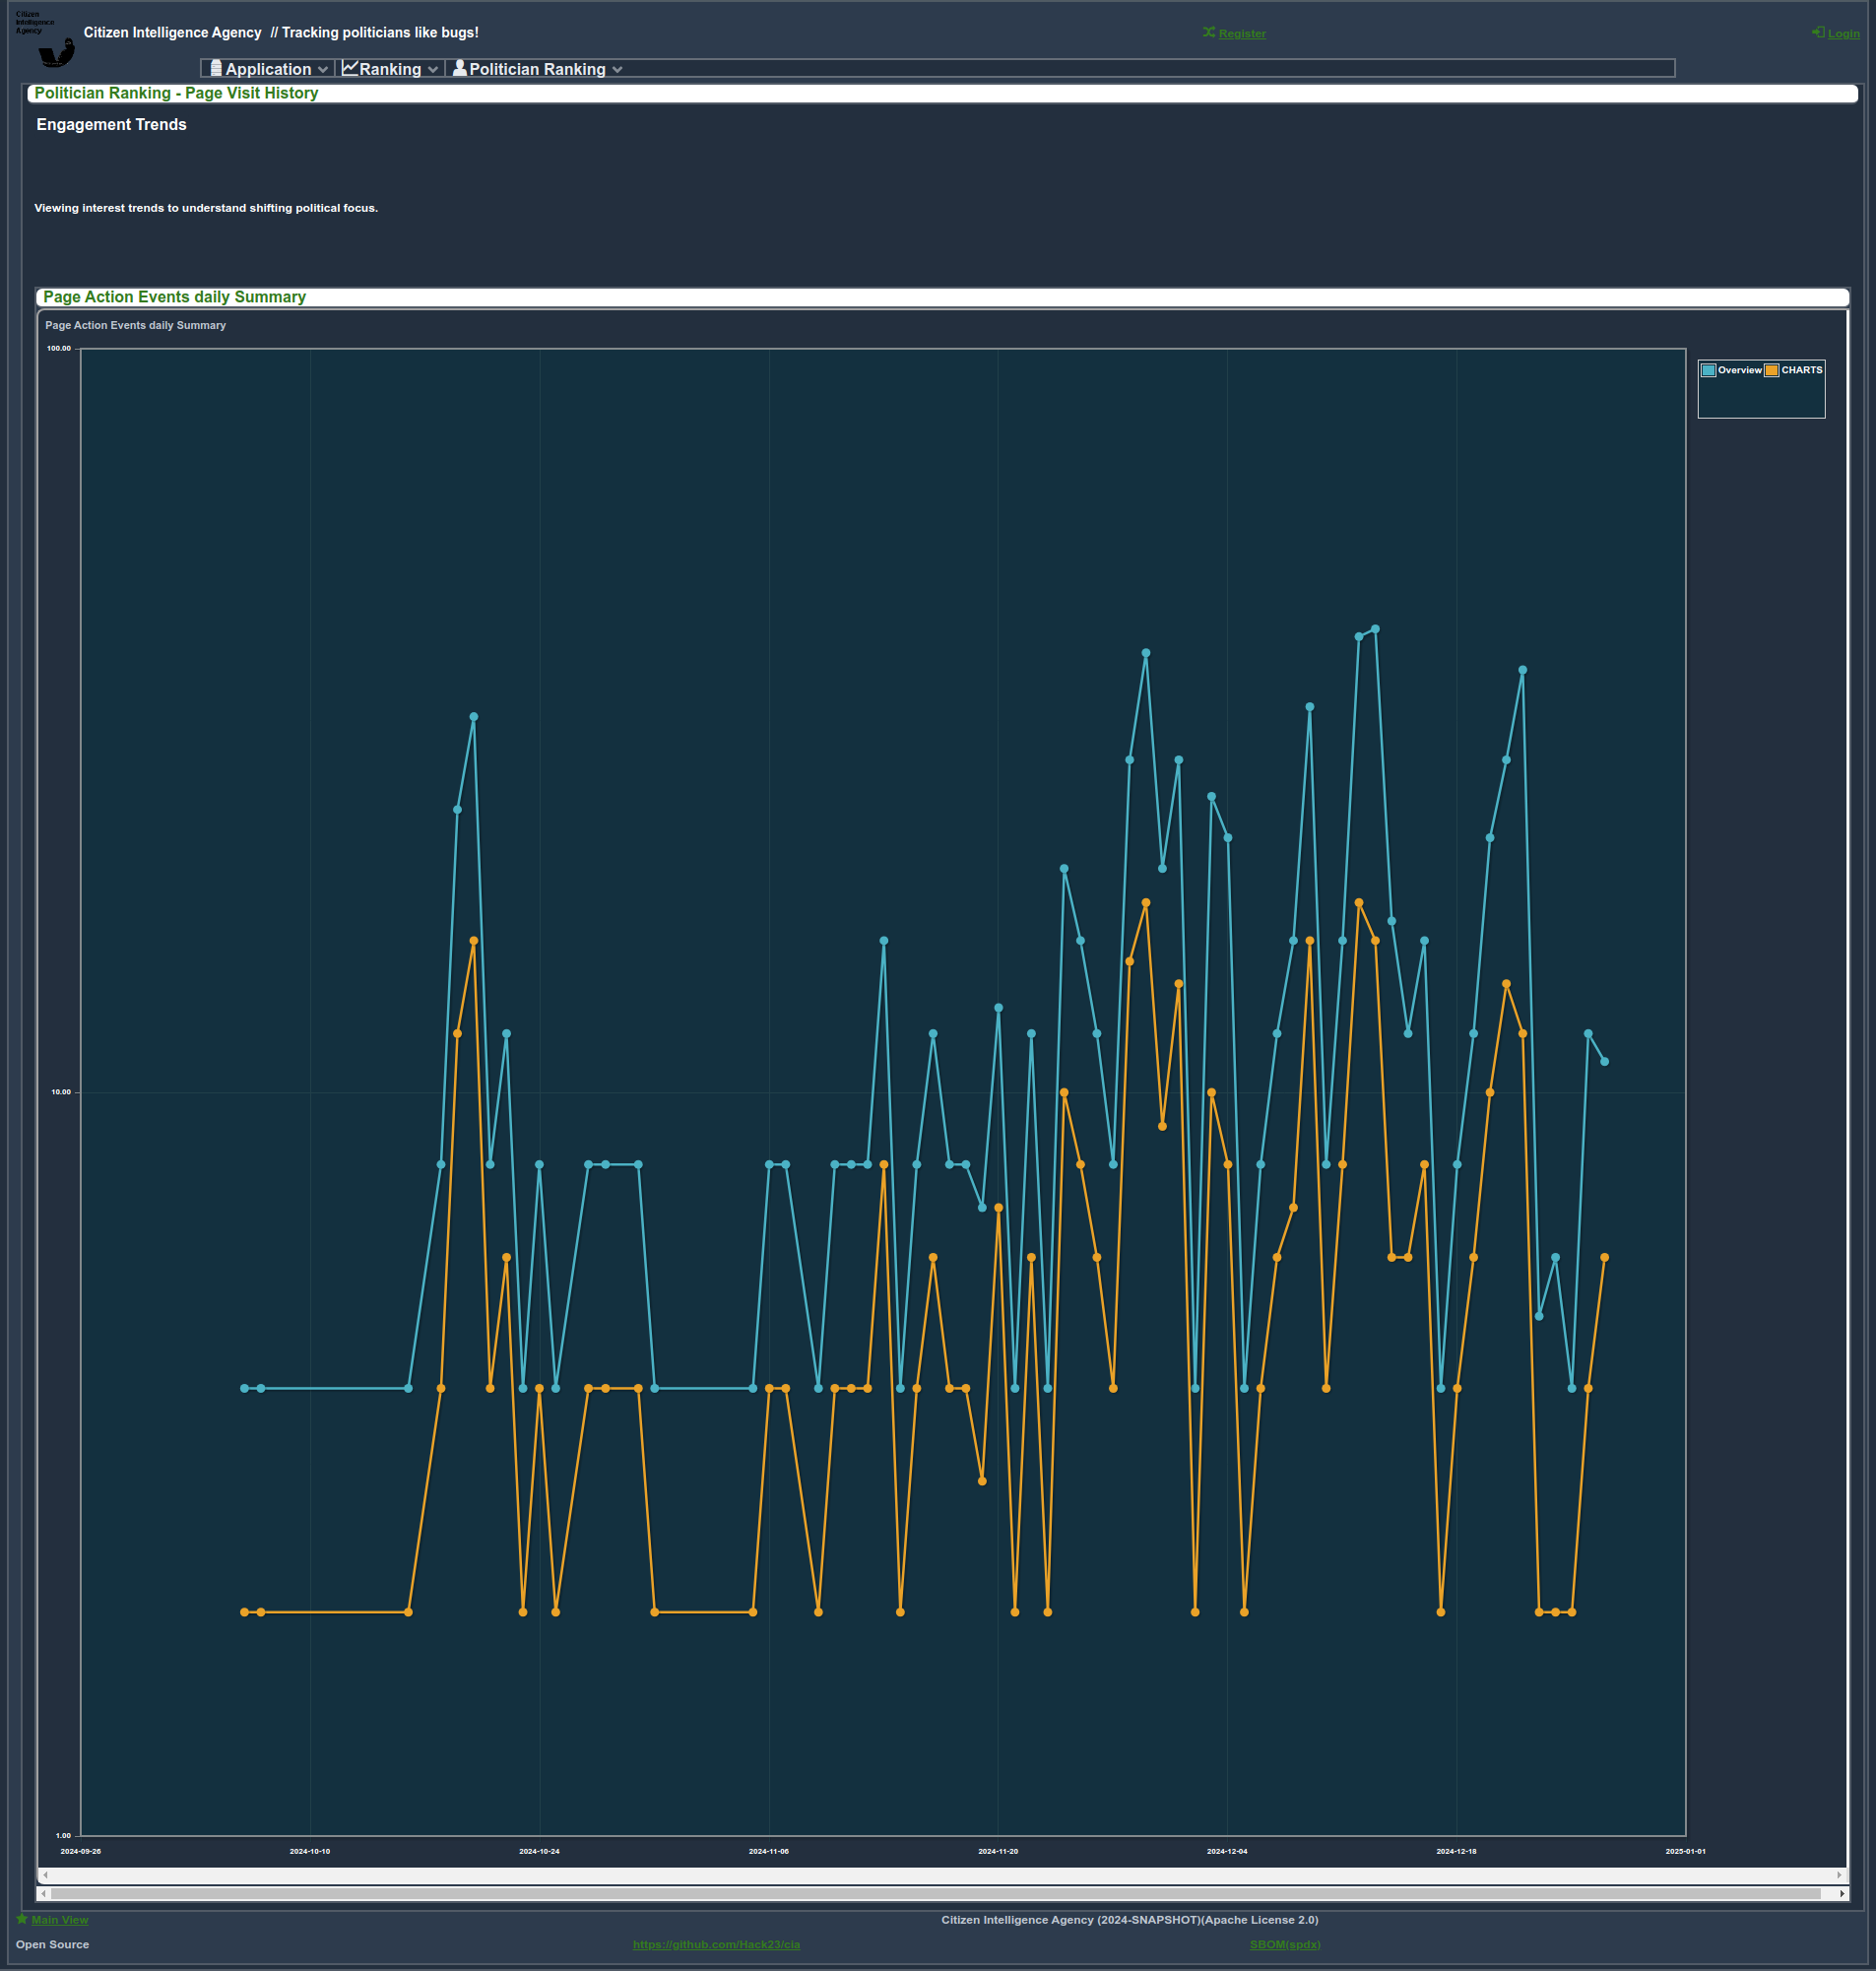 Citizen
Intelligence
Agency
Citizen Intelligence Agency // Tracking politicians like bugs!
Register
Login
Application
Ranking
Politician Ranking
Politician Ranking - Page Visit History
Engagement Trends
Viewing interest trends to understand shifting political focus.
Page Action Events daily Summary
Page Action Events daily Summary
100.00
Overview CHARTS
10.00
1.00
2024-09-26 2024-10-10 2024-10-24 2024-11-06 2024-11-20 2024-12-04 2024-12-18 2025-01-01
Main View
Citizen Intelligence Agency (2024-SNAPSHOT)(Apache License 2.0)
Open Source
https://github.com/Hack23/cia
SBOM(spdx)